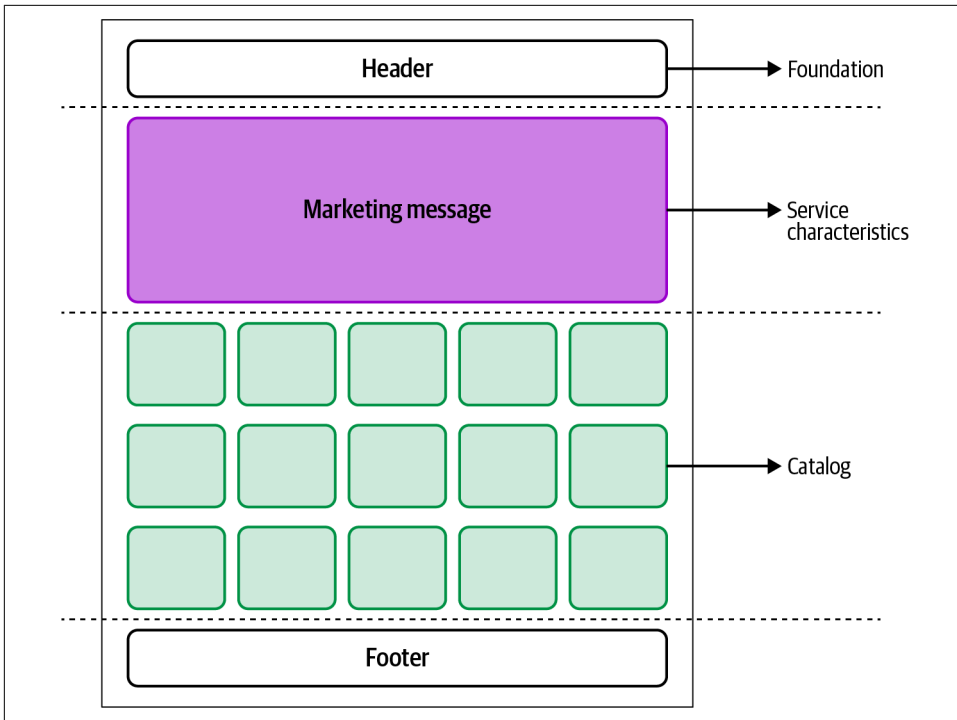 Header
Foundation
Marketing message
Service
characteristics
Catalog
Footer